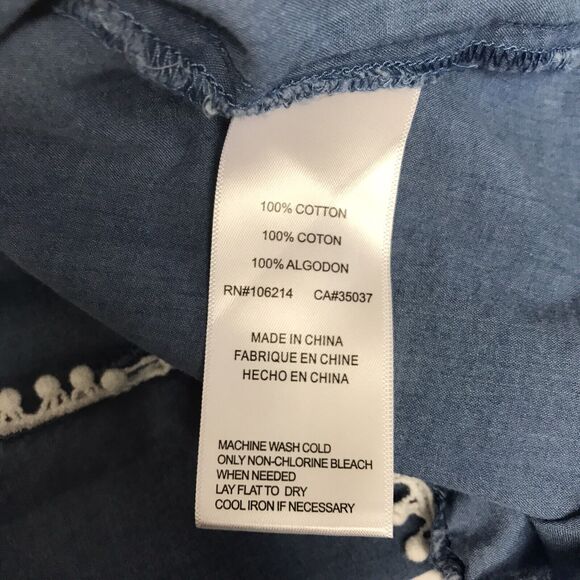 100% COTTON
100% COTON
100% ALGODON
RN#106214 CA#35037
MADE IN CHINA
FABRIQUE EN CHINE
HECHO EN CHINA
MACHINE WASH COLD
ONLY NON-CHLORINE BLEACH
WHEN NEEDED
LAY FLAT TO DRY
COOL IRON IF NECESSARY